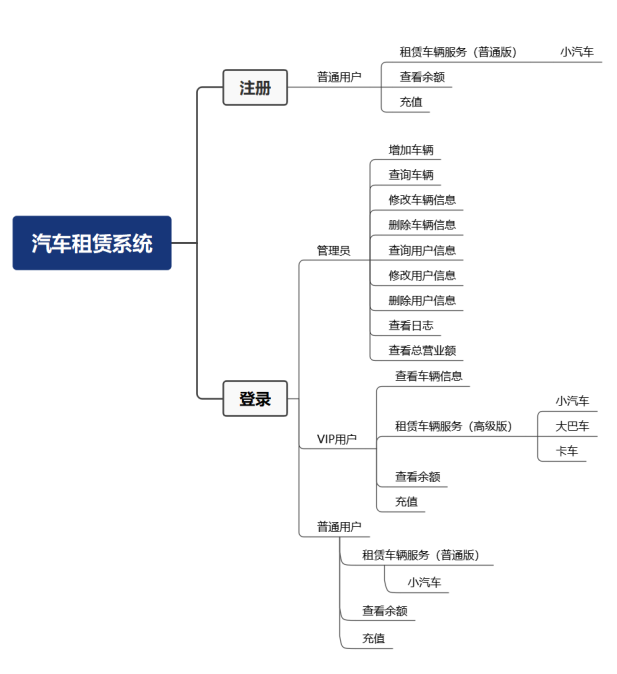 汽车租赁系统
注册
普通用户
租赁车辆服务（普通版）
小汽车
查看余额
充值
登录
管理员
增加车辆
查询车辆
修改车辆信息
删除车辆信息
查询用户信息
修改用户信息
删除用户信息
查看日志
查看总营业额
VIP用户
查看车辆信息
租赁车辆服务（高级版）
小汽车
大巴车
卡车
查看余额
充值
普通用户
租赁车辆服务（普通版）
小汽车
查看余额
充值